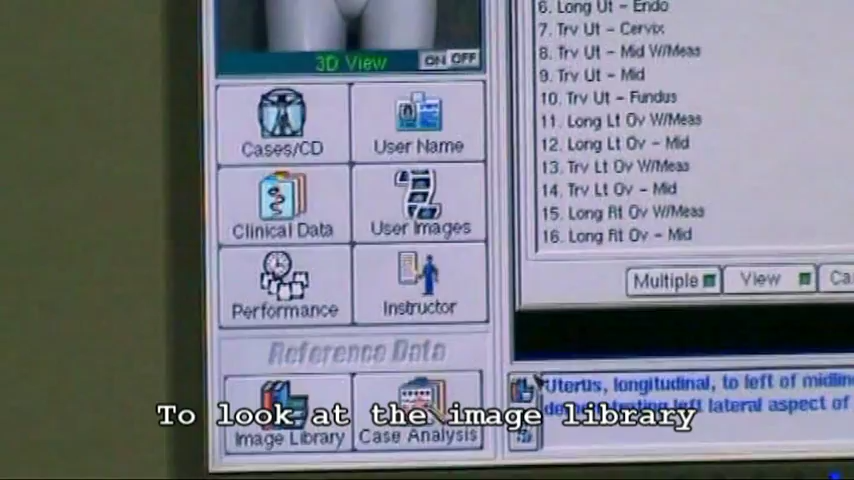 3D View
ON OFF
Cases/CD
User Name
Clinical Data
User Images
Performance
Instructor
Reference Data
Image Library
Case Analysis
6. Long Ut - Endo
7. Trv Ut - Cervix
8. Trv Ut - Mid W/Meas
9. Trv Ut - Mid
10. Trv Ut - Fundus
11. Long Lt Ov W/Meas
12. Long Lt Ov - Mid
13. Trv Lt Ov W/Meas
14. Trv Lt Ov - Mid
15. Long Rt Ov W/Meas
16. Long Rt Ov - Mid
Multiple
View
Ca
Uterus, longitudinal, to left of midlin
left lateral aspect of
To look at the image library